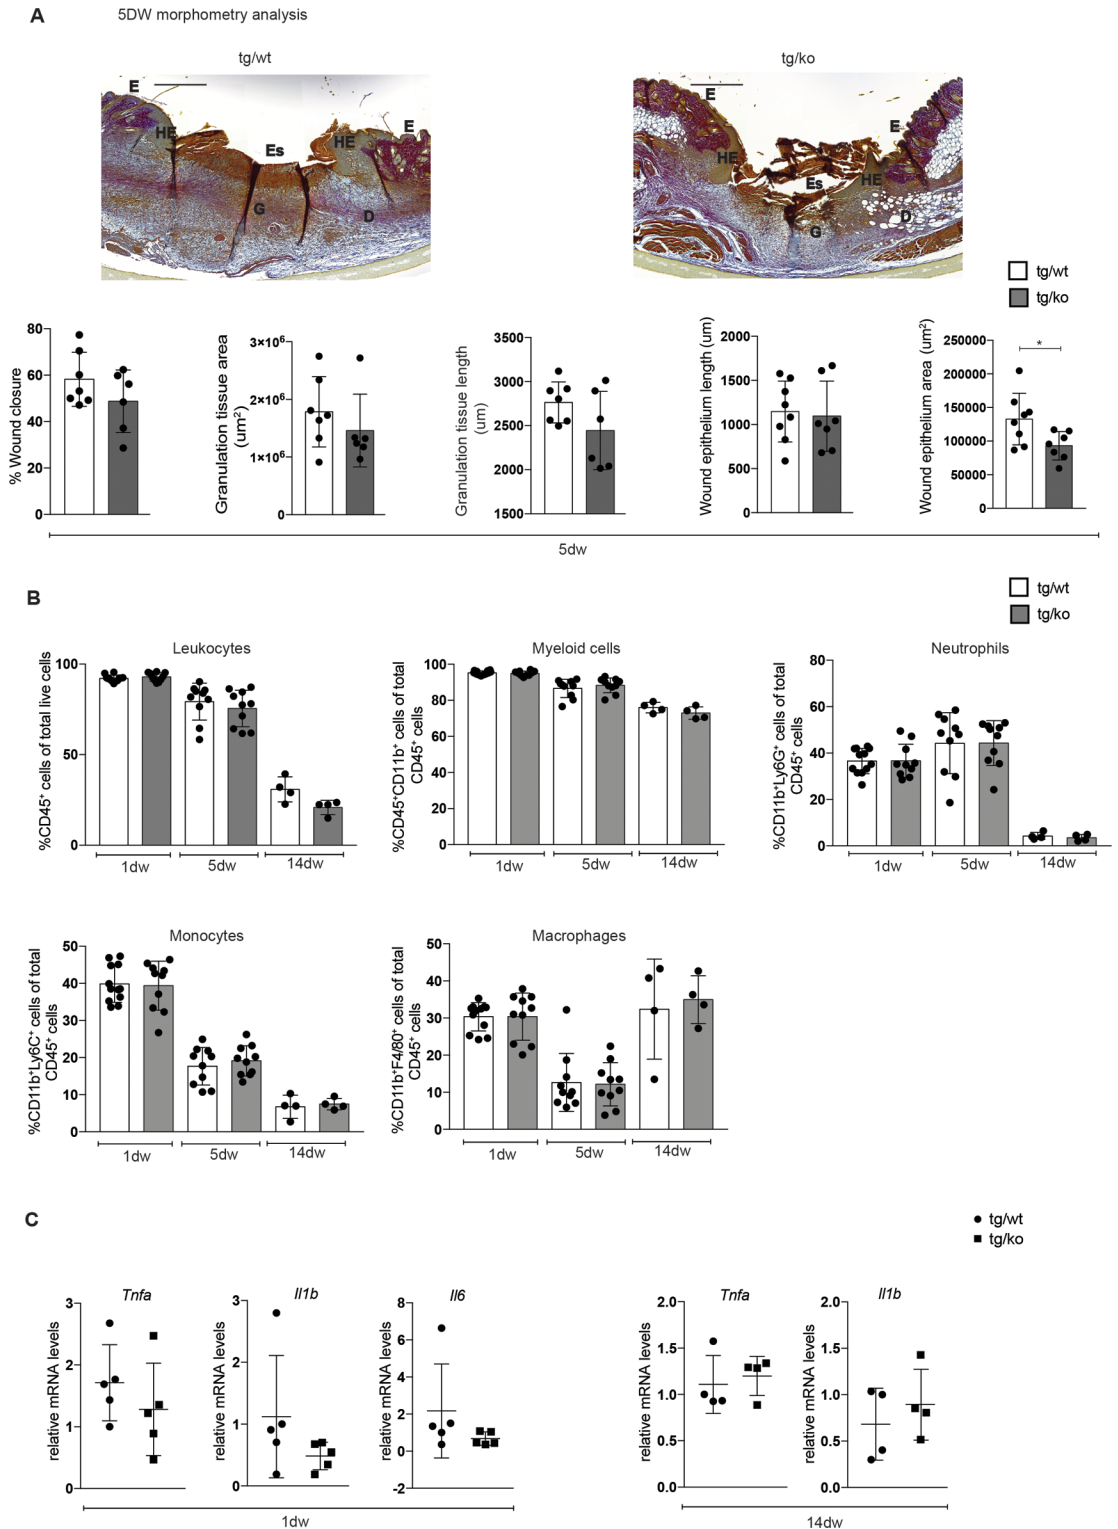 A
5DW morphometry analysis
tg/wt
tg/ko
E
HE
Es
HE
E
G
D
E
HE
Es
HE
E
G
D
tg/wt
tg/ko
% Wound closure
80
60
40
20
0
Granulation tissue area
(um²)
3×10⁶
2×10⁶
1×10⁶
0
Granulation tissue length
(um)
3500
3000
2500
2000
1500
Wound epithelium length (um)
2000
1500
1000
500
0
Wound epithelium area (um²)
250000
200000
150000
100000
50000
0
*
5dw
B
tg/wt
tg/ko
Leukocytes
%CD45⁺ cells of total live cells
100
50
0
1dw
5dw
14dw
Myeloid cells
%CD45⁺CD11b⁺ cells of total
CD45⁺ cells
100
80
60
40
20
0
1dw
5dw
14dw
Neutrophils
%CD11b⁺Ly6G⁺ cells of total
CD45⁺ cells
80
60
40
20
0
1dw
5dw
14dw
Monocytes
%CD11b⁺Ly6C⁺ cells of total
CD45⁺ cells
50
40
30
20
10
0
1dw
5dw
14dw
Macrophages
%CD11b⁺F4/80⁺ cells of total
CD45⁺ cells
50
40
30
20
10
0
1dw
5dw
14dw
C
tg/wt
tg/ko
Tnfa
relative mRNA levels
3
2
1
0
Il1b
relative mRNA levels
3
2
1
0
Il6
relative mRNA levels
8
6
4
2
0
-2
1dw
Tnfa
relative mRNA levels
2.0
1.5
1.0
0.5
0.0
Il1b
relative mRNA levels
2.0
1.5
1.0
0.5
0.0
14dw